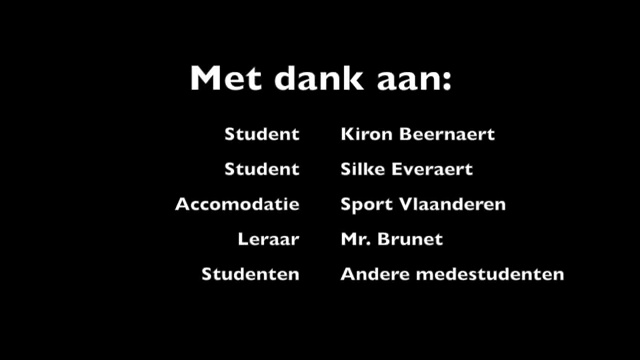 Met dank aan:
Student Kiron Beernaert
Student Silke Everaert
Accomodatie Sport Vlaanderen
Leraar Mr. Brunet
Studenten Andere medestudenten